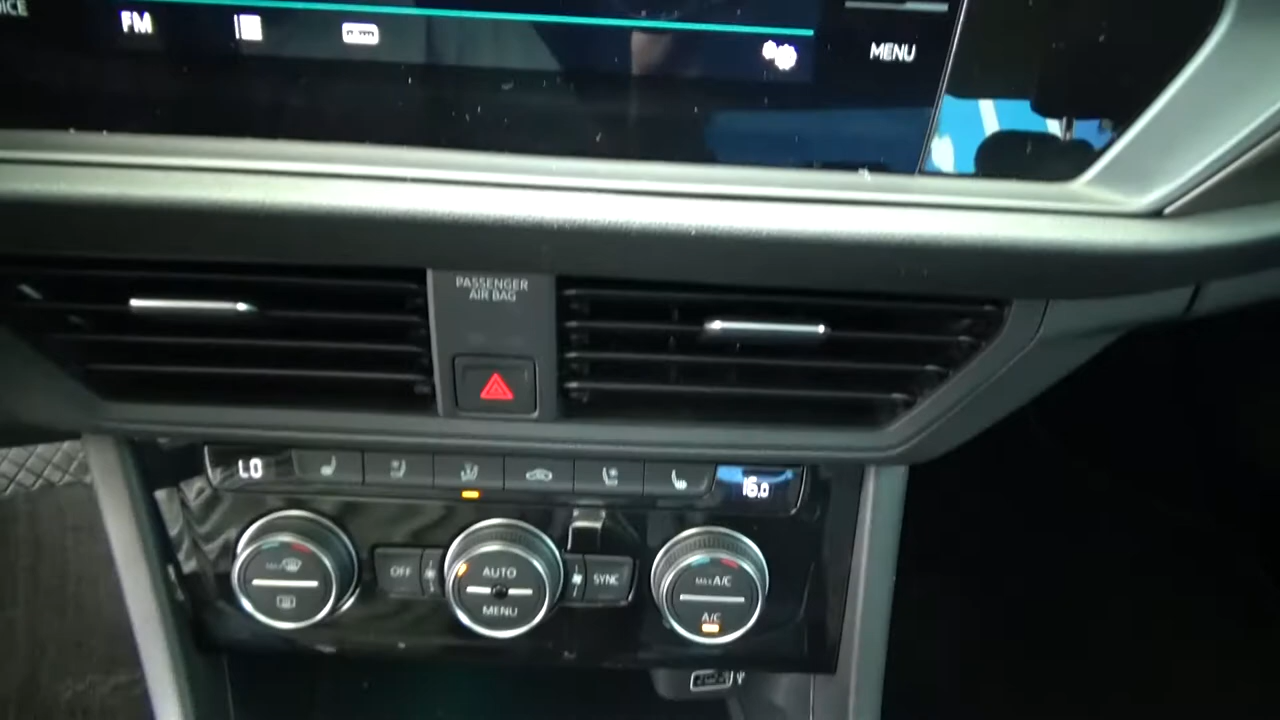 FM
MENU
PASSENGER
AIR BAG
LO
16.0
OFF
AUTO
MENU
SYNC
MAX A/C
A/C